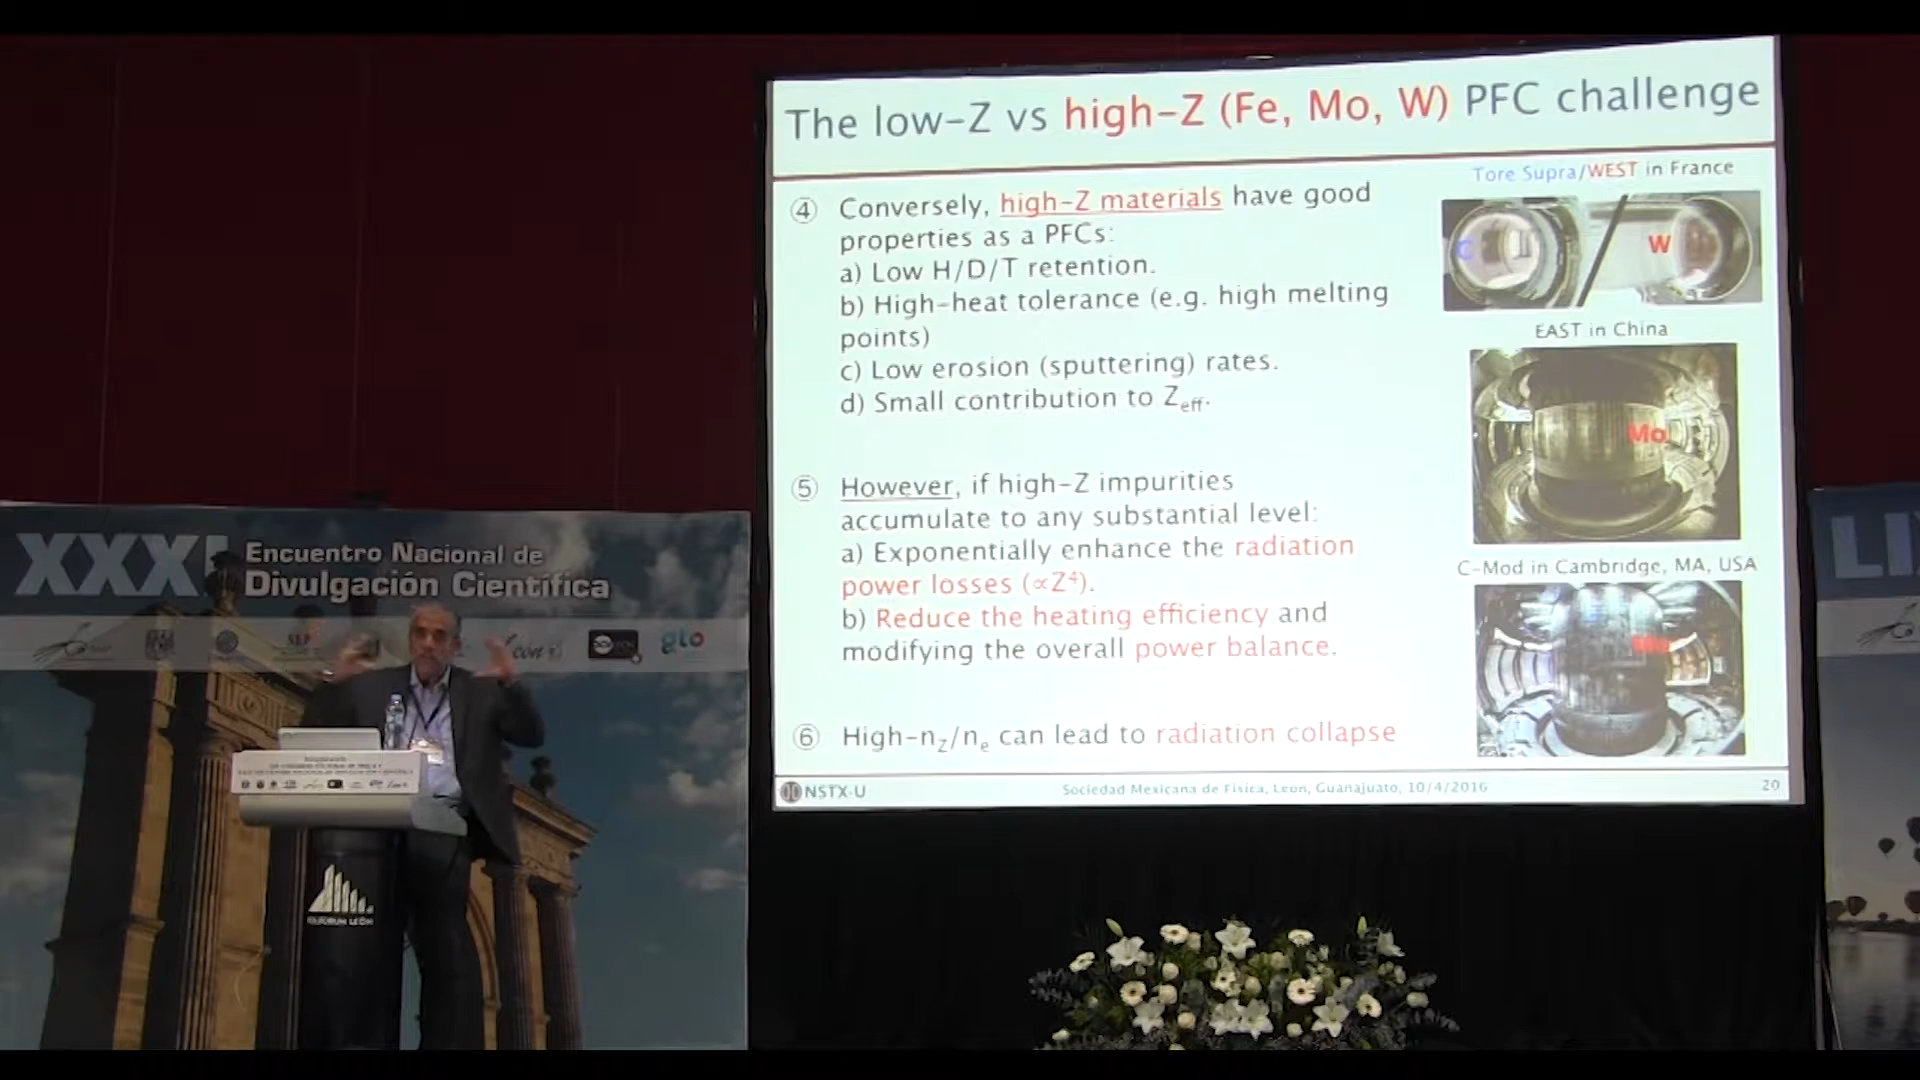 The low-Z vs high-Z (Fe, Mo, W) PFC challenge
④ Conversely, high-Z materials have good
properties as a PFCs:
a) Low H/D/T retention.
b) High-heat tolerance (e.g. high melting
points)
c) Low erosion (sputtering) rates.
d) Small contribution to Zeff.
⑤ However, if high-Z impurities
accumulate to any substantial level:
a) Exponentially enhance the radiation
power losses (∝Z⁴).
b) Reduce the heating efficiency and
modifying the overall power balance.
⑥ High-nz/ne can lead to radiation collapse
Tore Supra/WEST in France
C
W
EAST in China
Mo
C-Mod in Cambridge, MA, USA
Mo
NSTX-U
Sociedad Mexicana de Física, León, Guanajuato, 10/4/2016
20
XXXI
Encuentro Nacional de
Divulgación Científica
gto
LIX